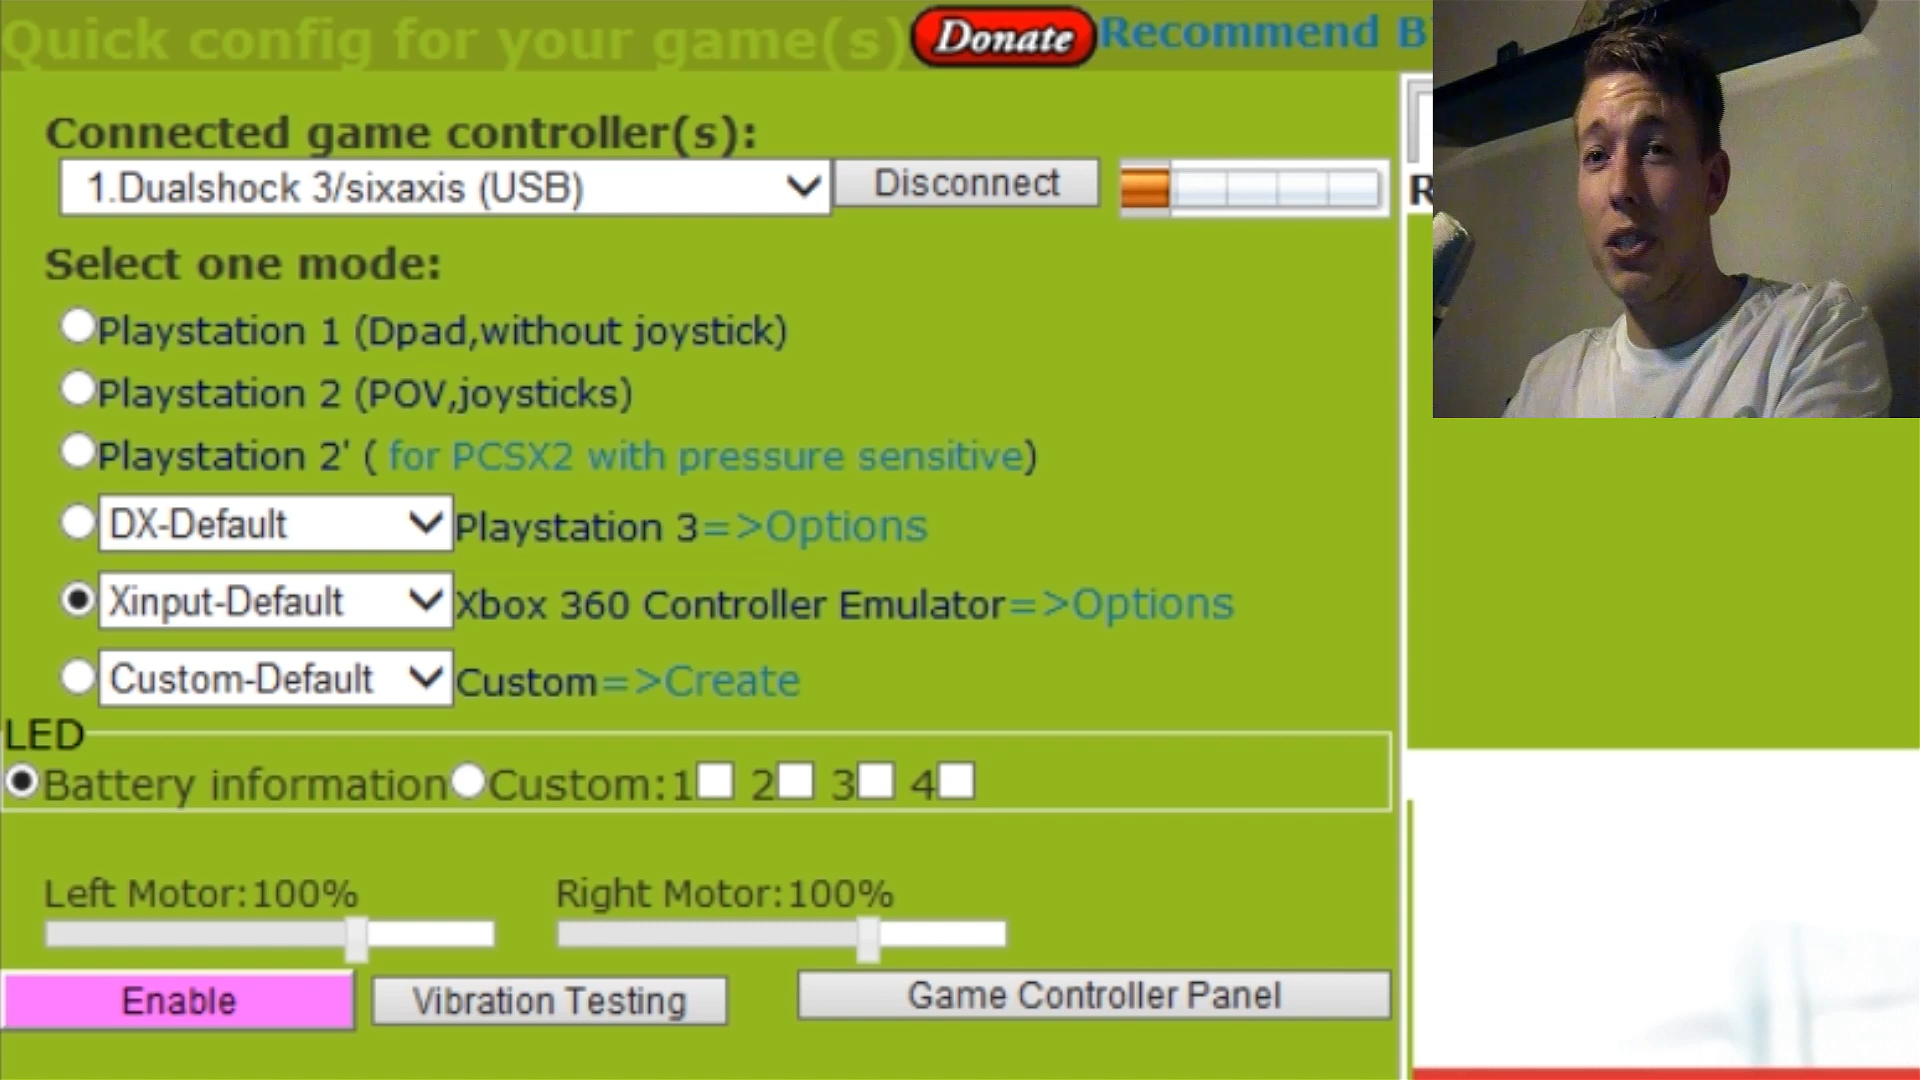 Quick config for your game(s)
Donate
Recommend B
Connected game controller(s):
1.Dualshock 3/sixaxis (USB)
Disconnect
R
Select one mode:
Playstation 1 (Dpad,without joystick)
Playstation 2 (POV,joysticks)
Playstation 2' ( for PCSX2 with pressure sensitive)
DX-Default Playstation 3=>Options
Xinput-Default Xbox 360 Controller Emulator=>Options
Custom-Default Custom=>Create
LED
Battery information Custom:1 2 3 4
Left Motor:100% Right Motor:100%
Enable Vibration Testing Game Controller Panel